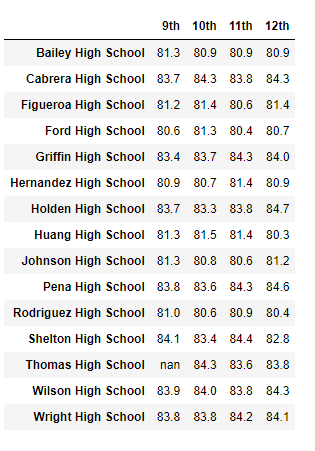 9th 10th 11th 12th
Bailey High School 81.3 80.9 80.9 80.9
Cabrera High School 83.7 84.3 83.8 84.3
Figueroa High School 81.2 81.4 80.6 81.4
Ford High School 80.6 81.3 80.4 80.7
Griffin High School 83.4 83.7 84.3 84.0
Hernandez High School 80.9 80.7 81.4 80.9
Holden High School 83.7 83.3 83.8 84.7
Huang High School 81.3 81.5 81.4 80.3
Johnson High School 81.3 80.8 80.6 81.2
Pena High School 83.8 83.6 84.3 84.6
Rodriguez High School 81.0 80.6 80.9 80.4
Shelton High School 84.1 83.4 84.4 82.8
Thomas High School nan 84.3 83.6 83.8
Wilson High School 83.9 84.0 83.8 84.3
Wright High School 83.8 83.8 84.2 84.1